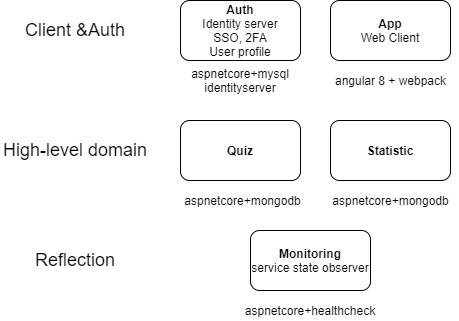 Client &Auth
Auth
Identity server
SSO, 2FA
User profile
aspnetcore+mysql
identityserver
App
Web Client
angular 8 + webpack
High-level domain
Quiz
aspnetcore+mongodb
Statistic
aspnetcore+mongodb
Reflection
Monitoring
service state observer
aspnetcore+healthcheck